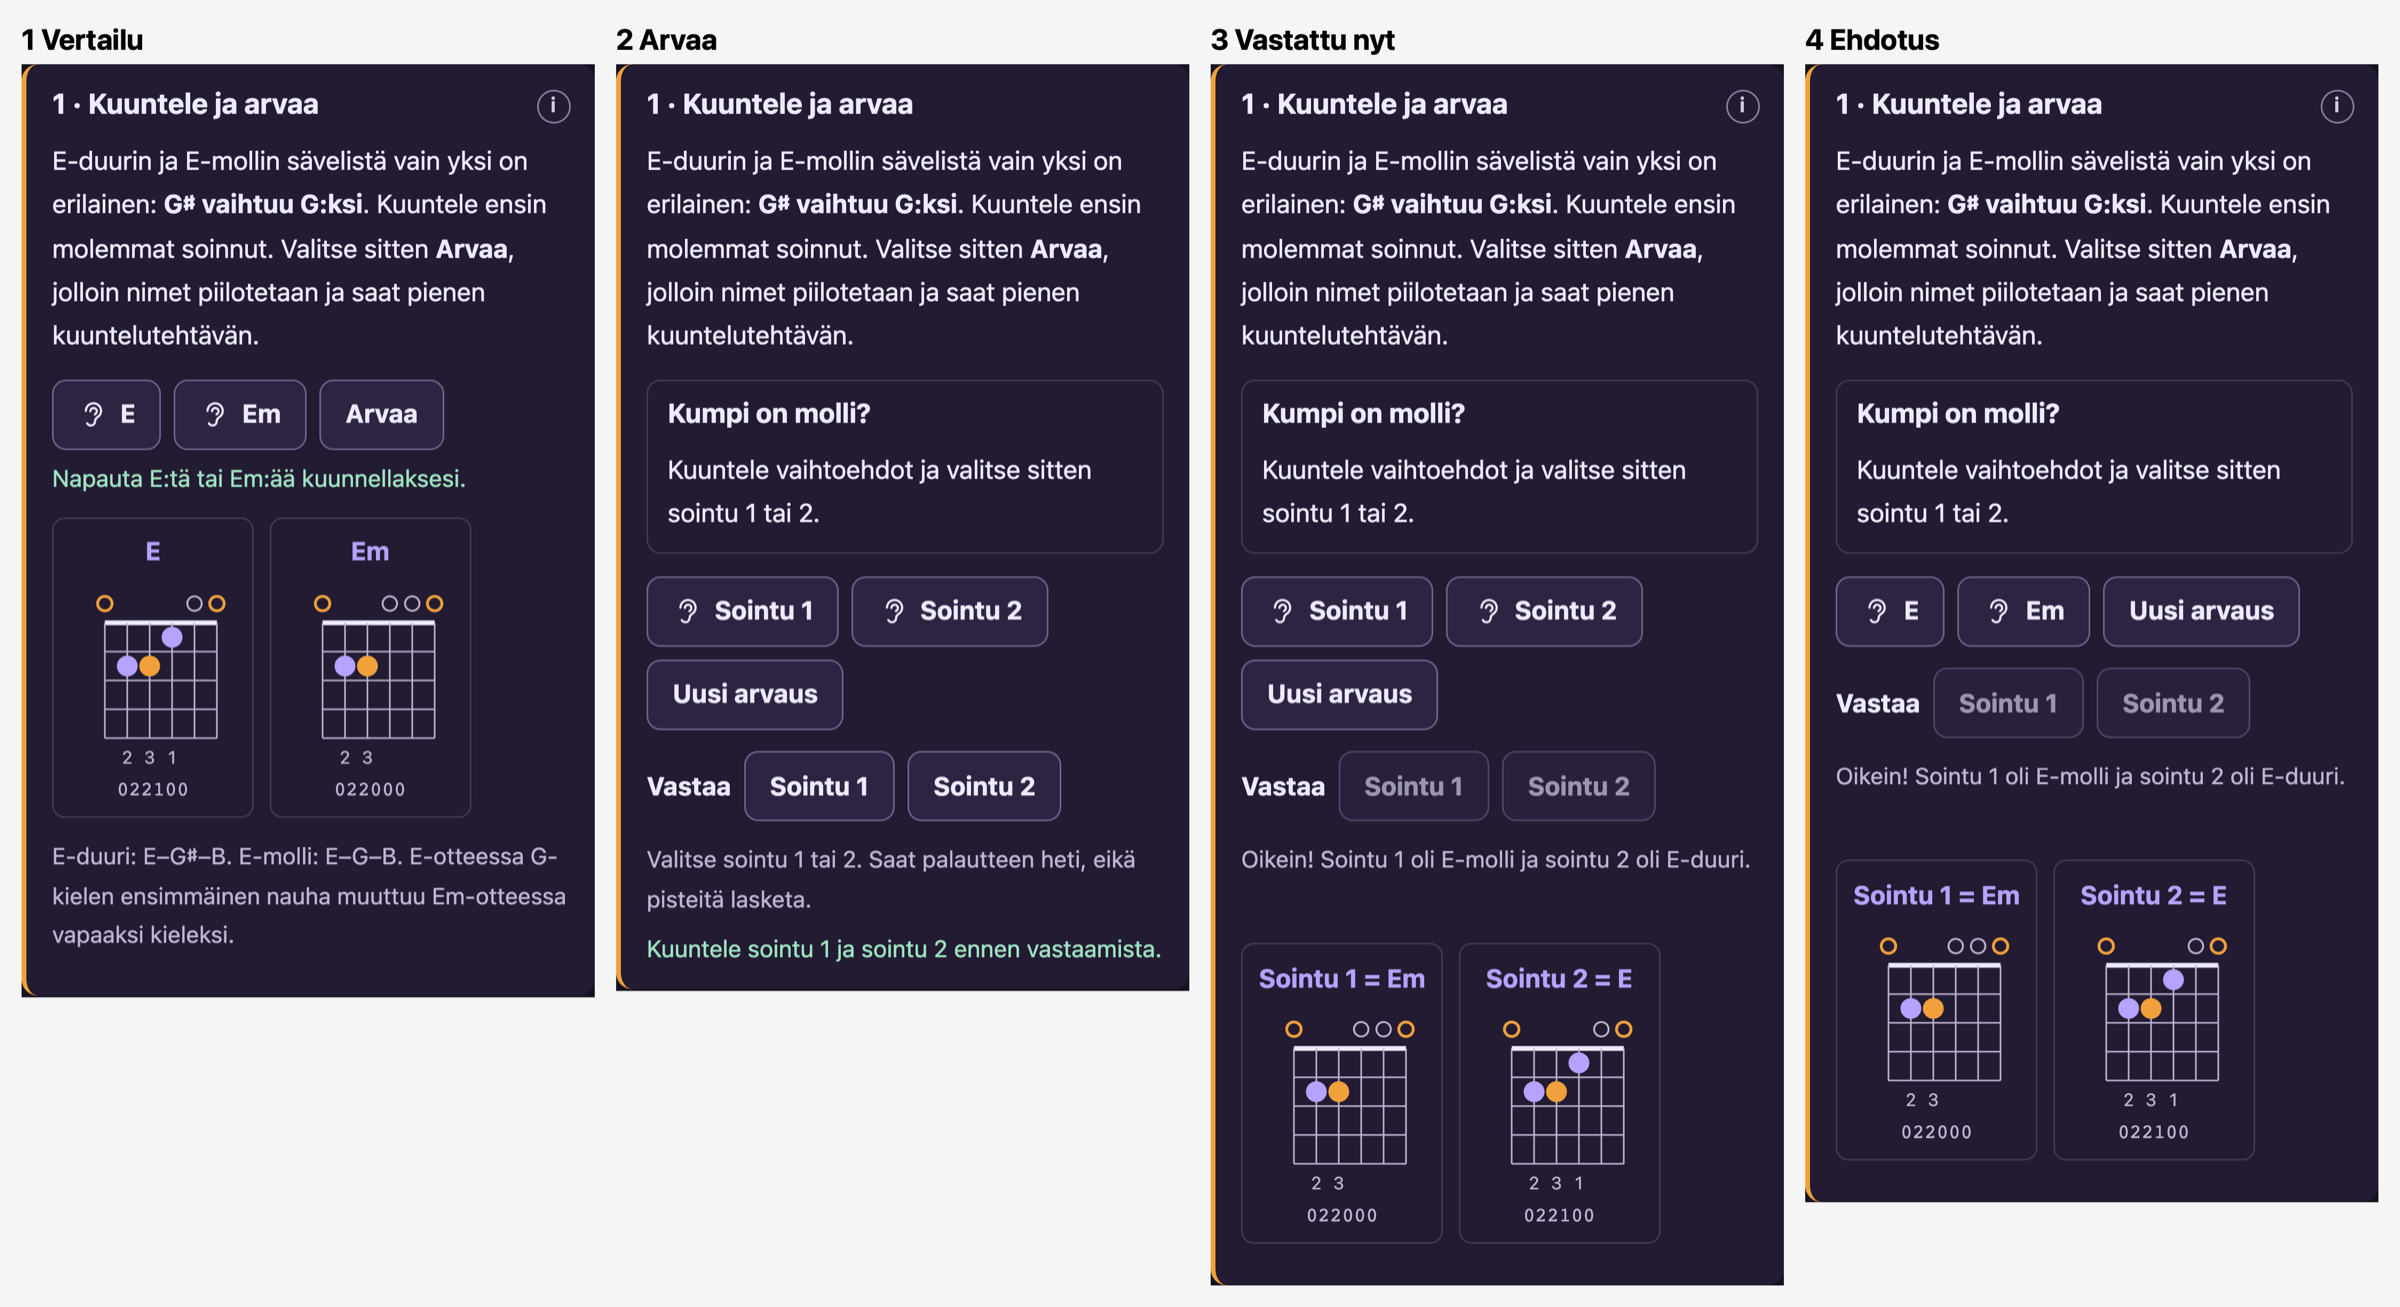 1 Vertailu
1 · Kuuntele ja arvaa
i
E-duurin ja E-mollin sävelistä vain yksi on
erilainen: G# vaihtuu G:ksi. Kuuntele ensin
molemmat soinnut. Valitse sitten Arvaa,
jolloin nimet piilotetaan ja saat pienen
kuuntelutehtävän.
E
Em
Arvaa
Napauta E:tä tai Em:ää kuunnellaksesi.
E
2 3 1
022100
Em
2 3
022000
E-duuri: E–G#–B. E-molli: E–G–B. E-otteessa G-
kielen ensimmäinen nauha muuttuu Em-otteessa
vapaaksi kieleksi.
2 Arvaa
1 · Kuuntele ja arvaa
E-duurin ja E-mollin sävelistä vain yksi on
erilainen: G# vaihtuu G:ksi. Kuuntele ensin
molemmat soinnut. Valitse sitten Arvaa,
jolloin nimet piilotetaan ja saat pienen
kuuntelutehtävän.
Kumpi on molli?
Kuuntele vaihtoehdot ja valitse sitten
sointu 1 tai 2.
Sointu 1
Sointu 2
Uusi arvaus
Vastaa
Sointu 1
Sointu 2
Valitse sointu 1 tai 2. Saat palautteen heti, eikä
pisteitä lasketa.
Kuuntele sointu 1 ja sointu 2 ennen vastaamista.
3 Vastattu nyt
1 · Kuuntele ja arvaa
i
E-duurin ja E-mollin sävelistä vain yksi on
erilainen: G# vaihtuu G:ksi. Kuuntele ensin
molemmat soinnut. Valitse sitten Arvaa,
jolloin nimet piilotetaan ja saat pienen
kuuntelutehtävän.
Kumpi on molli?
Kuuntele vaihtoehdot ja valitse sitten
sointu 1 tai 2.
Sointu 1
Sointu 2
Uusi arvaus
Vastaa
Sointu 1
Sointu 2
Oikein! Sointu 1 oli E-molli ja sointu 2 oli E-duuri.
Sointu 1 = Em
2 3
022000
Sointu 2 = E
2 3 1
022100
4 Ehdotus
1 · Kuuntele ja arvaa
i
E-duurin ja E-mollin sävelistä vain yksi on
erilainen: G# vaihtuu G:ksi. Kuuntele ensin
molemmat soinnut. Valitse sitten Arvaa,
jolloin nimet piilotetaan ja saat pienen
kuuntelutehtävän.
Kumpi on molli?
Kuuntele vaihtoehdot ja valitse sitten
sointu 1 tai 2.
E
Em
Uusi arvaus
Vastaa
Sointu 1
Sointu 2
Oikein! Sointu 1 oli E-molli ja sointu 2 oli E-duuri.
Sointu 1 = Em
2 3
022000
Sointu 2 = E
2 3 1
022100